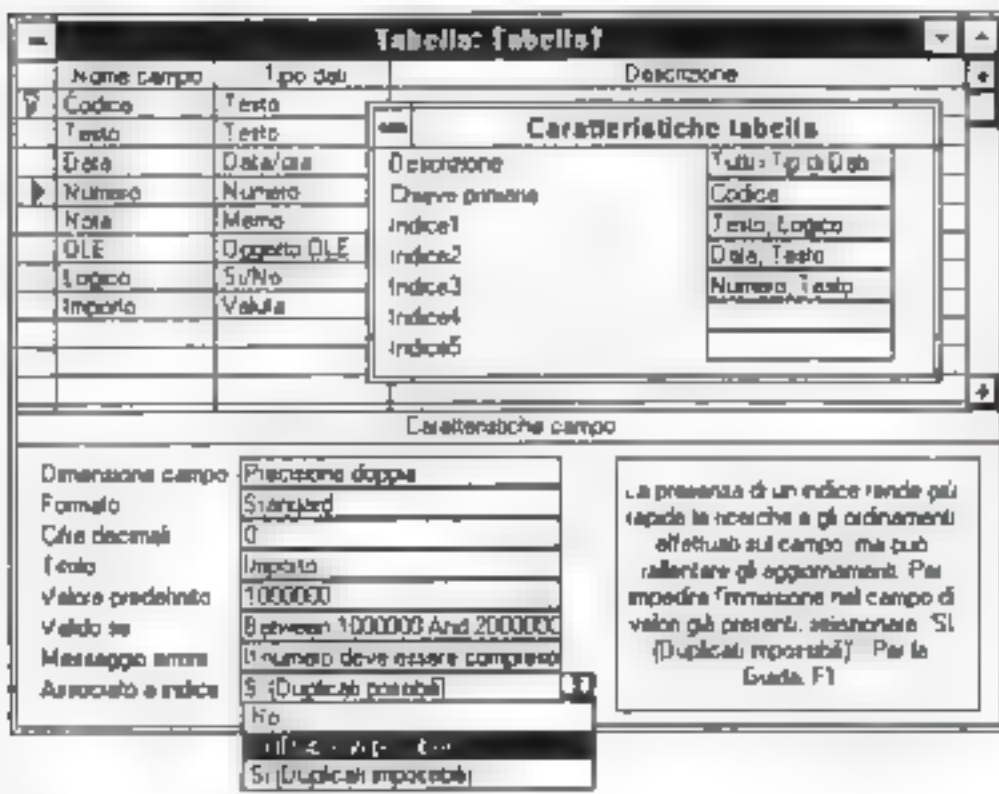 Tabella: Tabella1
Nome campo Tipo dati Descrizione
Codice Testo
Testo Testo
Data Data/ora
Numero Numero
Note Memo
OLE Oggetto OLE
Logico Sì/No
Importo Valuta
Caratteristiche tabella
Descrizione Tutti i Tipi di Dati
Chiave primaria Codice
Indice1 Testo, Logico
Indice2 Data, Testo
Indice3 Numero, Testo
Indice4
Indice5
Caratteristiche campo
Dimensione campo Precisione doppia
Formato Standard
Cifre decimali 0
Titolo Importo
Valore predefinito 1000000
Valido se Between 1000000 And 2000000
Messaggio errore Il numero deve essere compreso
Associato a indice Sì (Duplicati possibili)
No
Sì (Duplicati impossibili)
La presenza di un indice rende più
rapide le ricerche e gli ordinamenti
effettuati sul campo, ma può
rallentare gli aggiornamenti. Per
impedire l'immissione nel campo di
valori già presenti, selezionare "Sì
(Duplicati impossibili)". Per la
Guida, F1